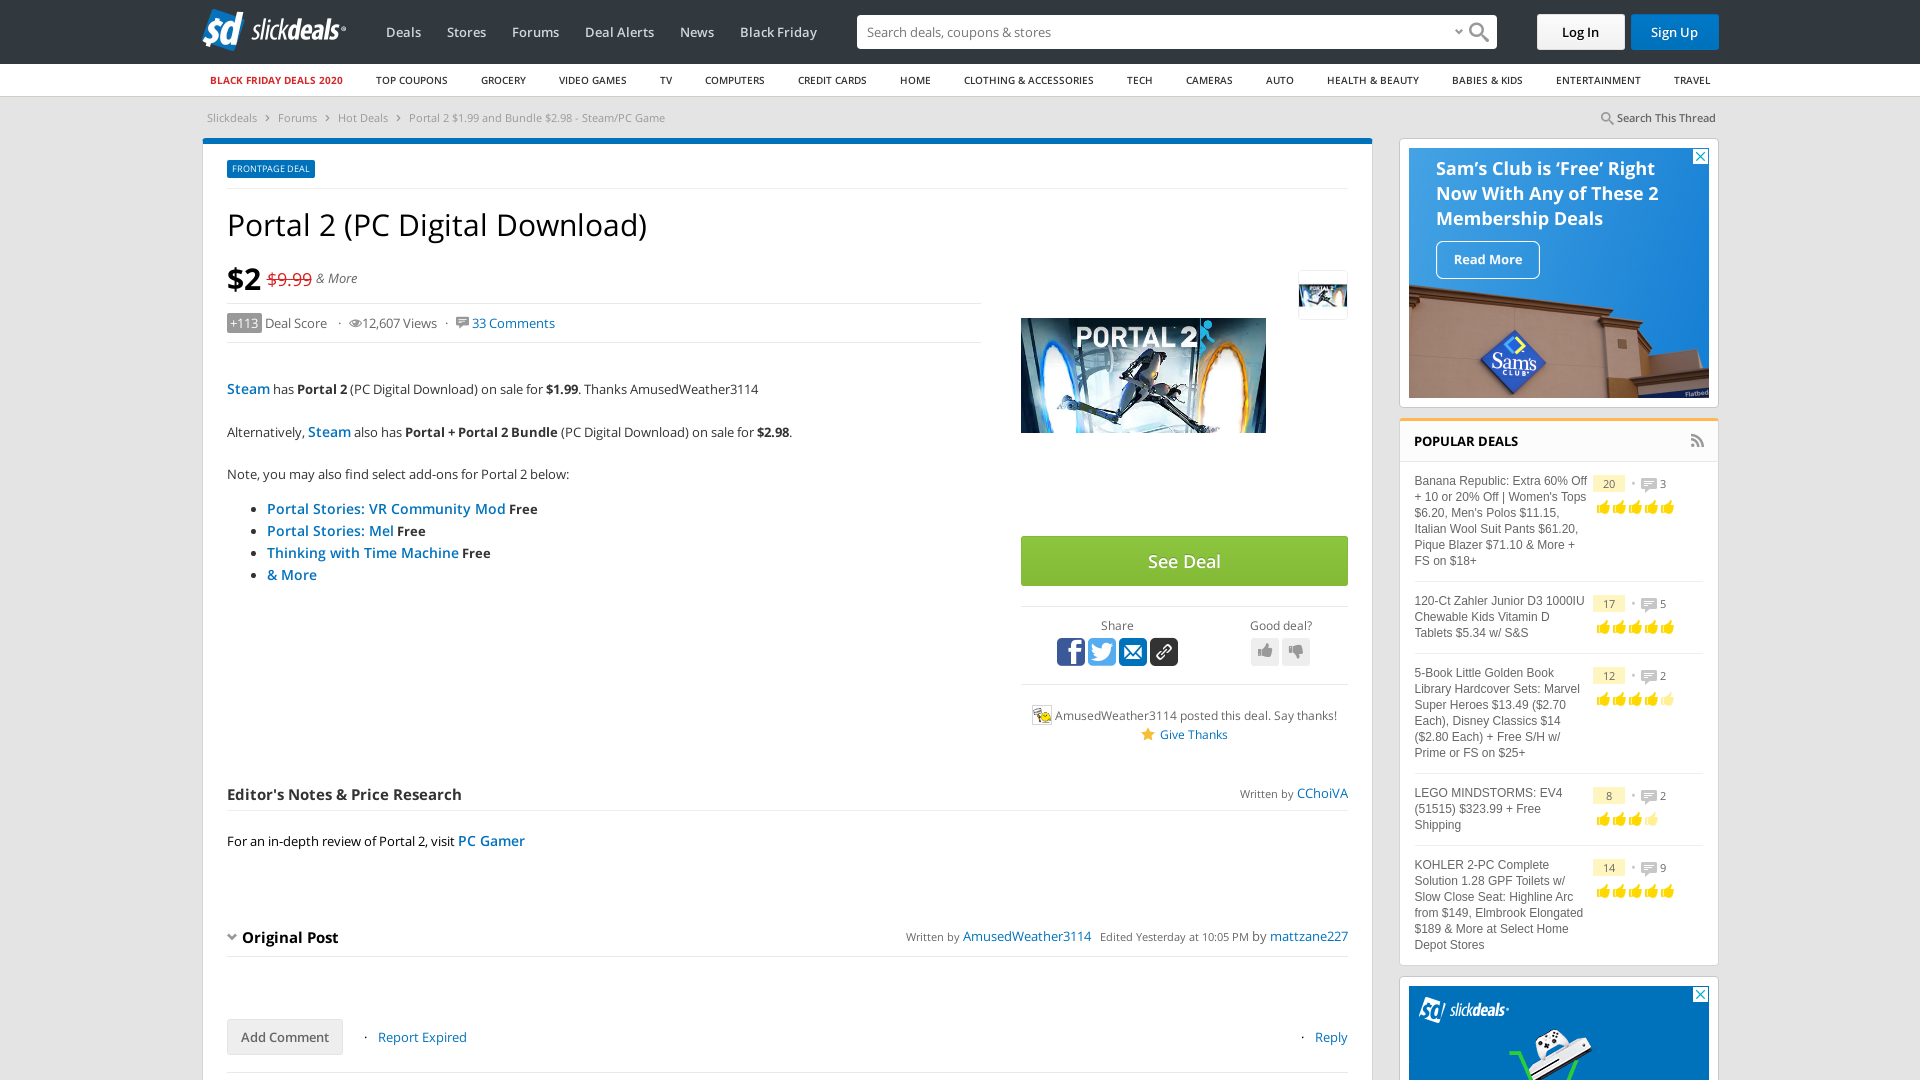 sd slickdeals
Deals Stores Forums Deal Alerts News Black Friday
Search deals, coupons & stores
Log In
Sign Up
BLACK FRIDAY DEALS 2020 TOP COUPONS GROCERY VIDEO GAMES TV COMPUTERS CREDIT CARDS HOME CLOTHING & ACCESSORIES TECH CAMERAS AUTO HEALTH & BEAUTY BABIES & KIDS ENTERTAINMENT TRAVEL
Slickdeals › Forums › Hot Deals › Portal 2 $1.99 and Bundle $2.98 - Steam/PC Game
Search This Thread
FRONTPAGE DEAL
Portal 2 (PC Digital Download)
$2 $9.99 & More
+113 Deal Score · 12,607 Views · 33 Comments
Steam has Portal 2 (PC Digital Download) on sale for $1.99. Thanks AmusedWeather3114
Alternatively, Steam also has Portal + Portal 2 Bundle (PC Digital Download) on sale for $2.98.
Note, you may also find select add-ons for Portal 2 below:
• Portal Stories: VR Community Mod Free
• Portal Stories: Mel Free
• Thinking with Time Machine Free
• & More
PORTAL 2
See Deal
Share
Good deal?
AmusedWeather3114 posted this deal. Say thanks!
Give Thanks
Editor's Notes & Price Research
Written by CChoiVA
For an in-depth review of Portal 2, visit PC Gamer
Original Post
Written by AmusedWeather3114 Edited Yesterday at 10:05 PM by mattzane227
Add Comment · Report Expired
· Reply
Sam's Club is 'Free' Right
Now With Any of These 2
Membership Deals
Read More
Sam's
CLUB
POPULAR DEALS
Banana Republic: Extra 60% Off
+ 10 or 20% Off | Women's Tops
$6.20, Men's Polos $11.15,
Italian Wool Suit Pants $61.20,
Pique Blazer $71.10 & More +
FS on $18+
20 • 3
120-Ct Zahler Junior D3 1000IU
Chewable Kids Vitamin D
Tablets $5.34 w/ S&S
17 • 5
5-Book Little Golden Book
Library Hardcover Sets: Marvel
Super Heroes $13.49 ($2.70
Each), Disney Classics $14
($2.80 Each) + Free S/H w/
Prime or FS on $25+
12 • 2
LEGO MINDSTORMS: EV4
(51515) $323.99 + Free
Shipping
8 • 2
KOHLER 2-PC Complete
Solution 1.28 GPF Toilets w/
Slow Close Seat: Highline Arc
from $149, Elmbrook Elongated
$189 & More at Select Home
Depot Stores
14 • 9
sd slickdeals